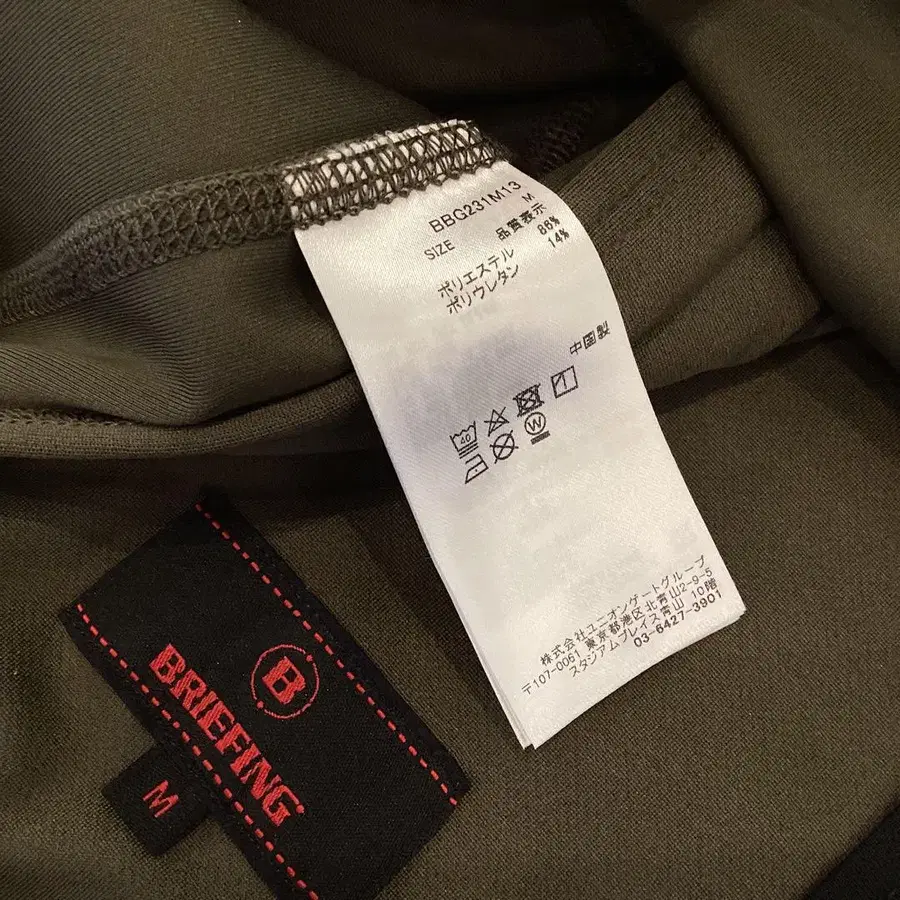 BBG231M13
SIZE M
品質表示
ポリエステル 86%
ポリウレタン 14%
中国製
40
W
株式会社ユニオンゲートグループ
〒107-0061 東京都港区北青山2-9-5
スタジアムプレイス青山 10階
03-6427-3901
B
BRIEFING
M